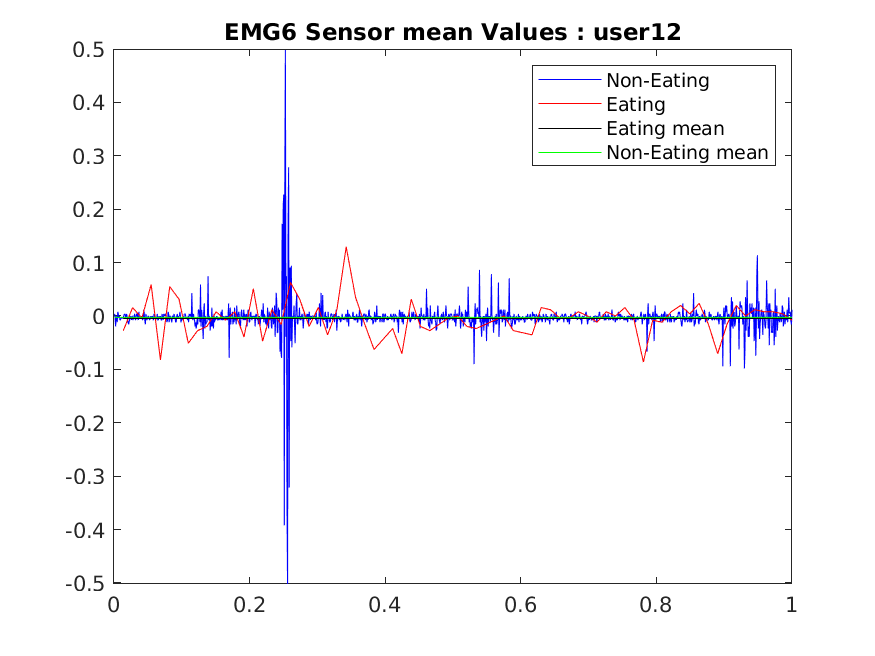 EMG6 Sensor mean Values : user12
0.5
0.4
0.3
0.2
0.1
0
-0.1
-0.2
-0.3
-0.4
-0.5
Non-Eating
Eating
Eating mean
Non-Eating mean
0 0.2 0.4 0.6 0.8 1